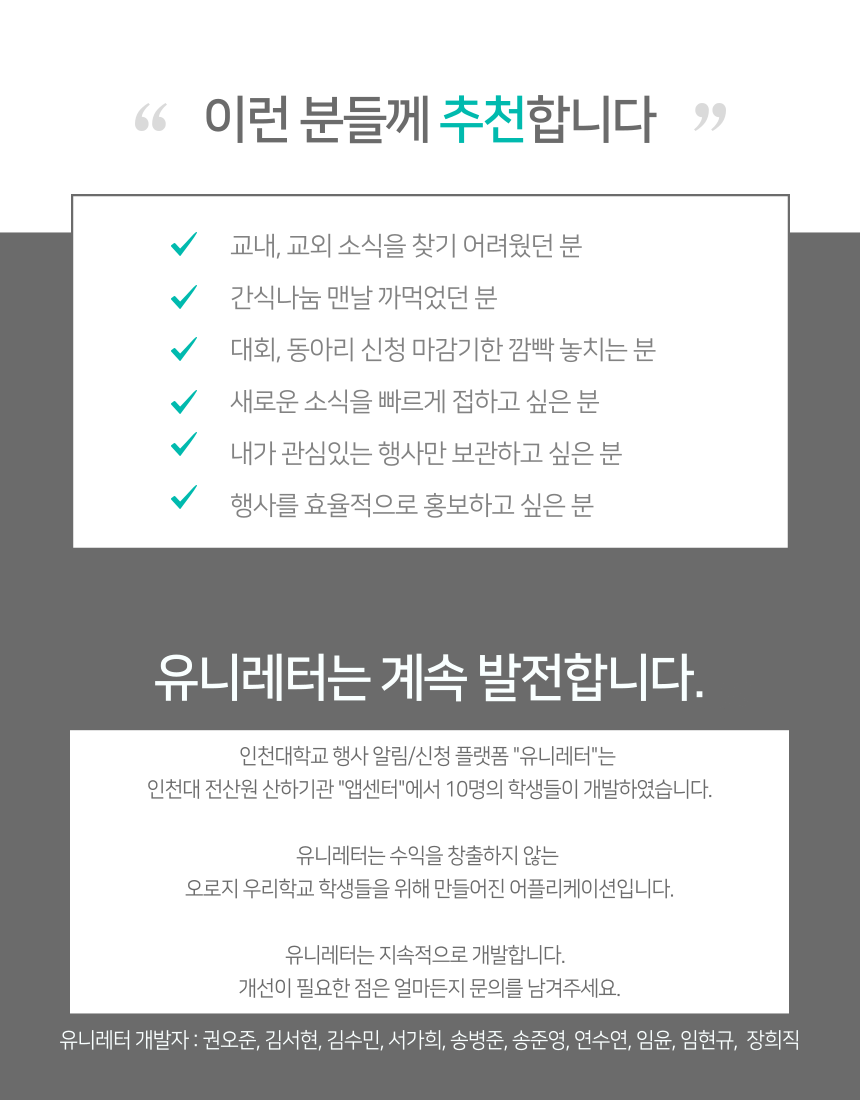 “ 이런 분들께 추천합니다 ”
교내, 교외 소식을 찾기 어려웠던 분
간식나눔 맨날 까먹었던 분
대회, 동아리 신청 마감기한 깜빡 놓치는 분
새로운 소식을 빠르게 접하고 싶은 분
내가 관심있는 행사만 보관하고 싶은 분
행사를 효율적으로 홍보하고 싶은 분
유니레터는 계속 발전합니다.
인천대학교 행사 알림/신청 플랫폼 "유니레터"는
인천대 전산원 산하기관 "앱센터"에서 10명의 학생들이 개발하였습니다.
유니레터는 수익을 창출하지 않는
오로지 우리학교 학생들을 위해 만들어진 어플리케이션입니다.
유니레터는 지속적으로 개발합니다.
개선이 필요한 점은 얼마든지 문의를 남겨주세요.
유니레터 개발자 : 권오준, 김서현, 김수민, 서가희, 송병준, 송준영, 연수연, 임윤, 임현규, 장희직